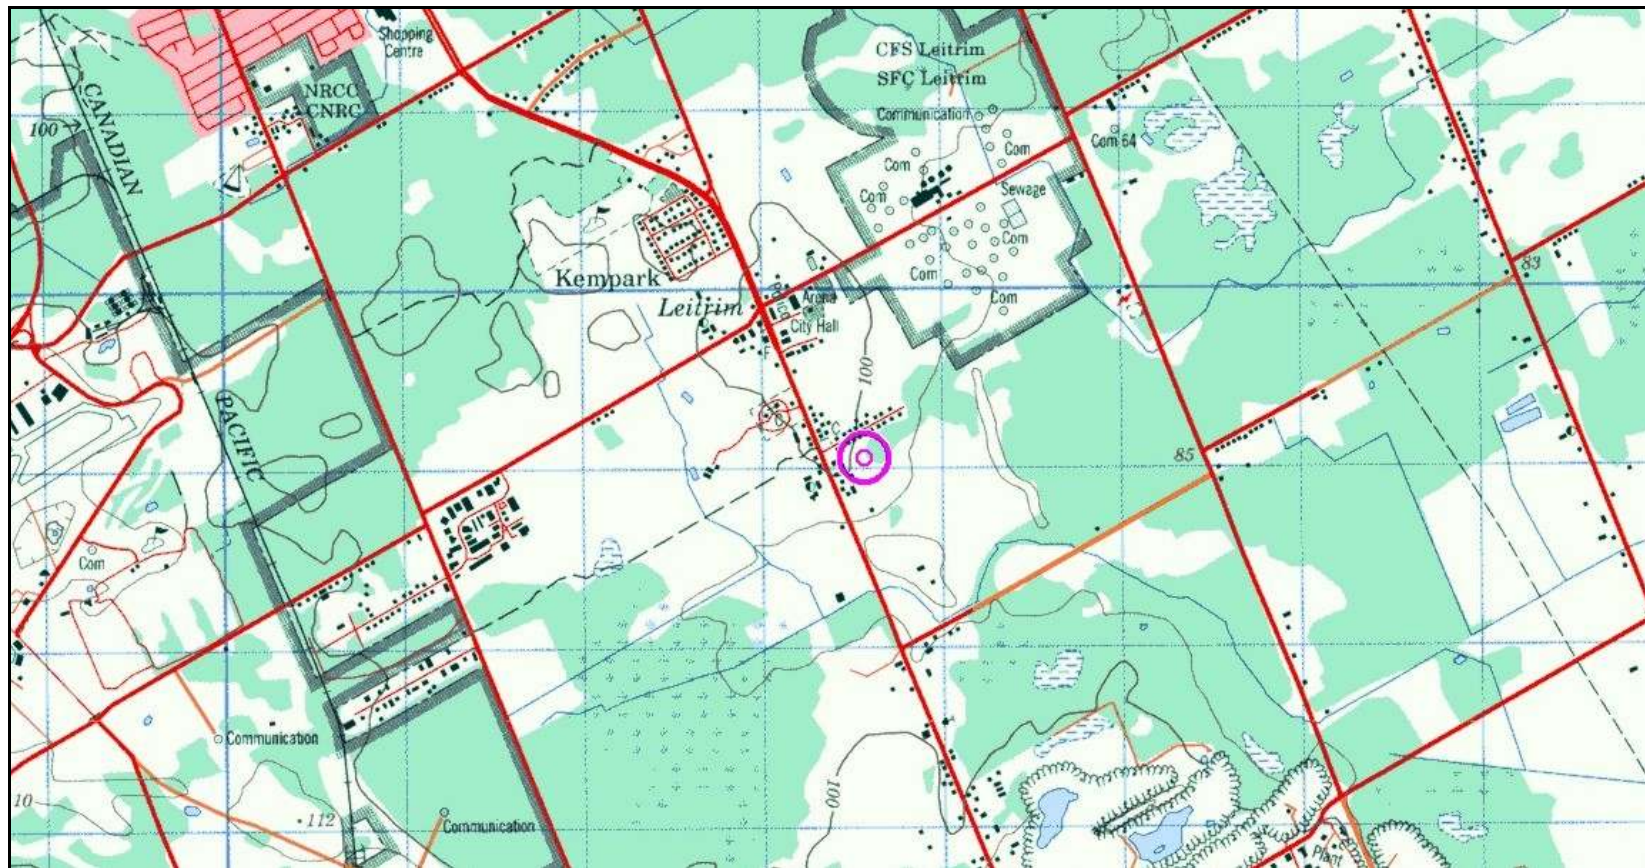 Shopping
Centre
CFS Leitrim
SFC Leitrim
NRCC
CNRC
CANADIAN
100
Communication
Com 64
Com
Com
Com
Sewage
Com
Com
Com
Com
Kempark
Leitrim
Arena
City Hall
83
F
100
C
85
PACIFIC
Com
Communication
Communication
10
112
100
Plant